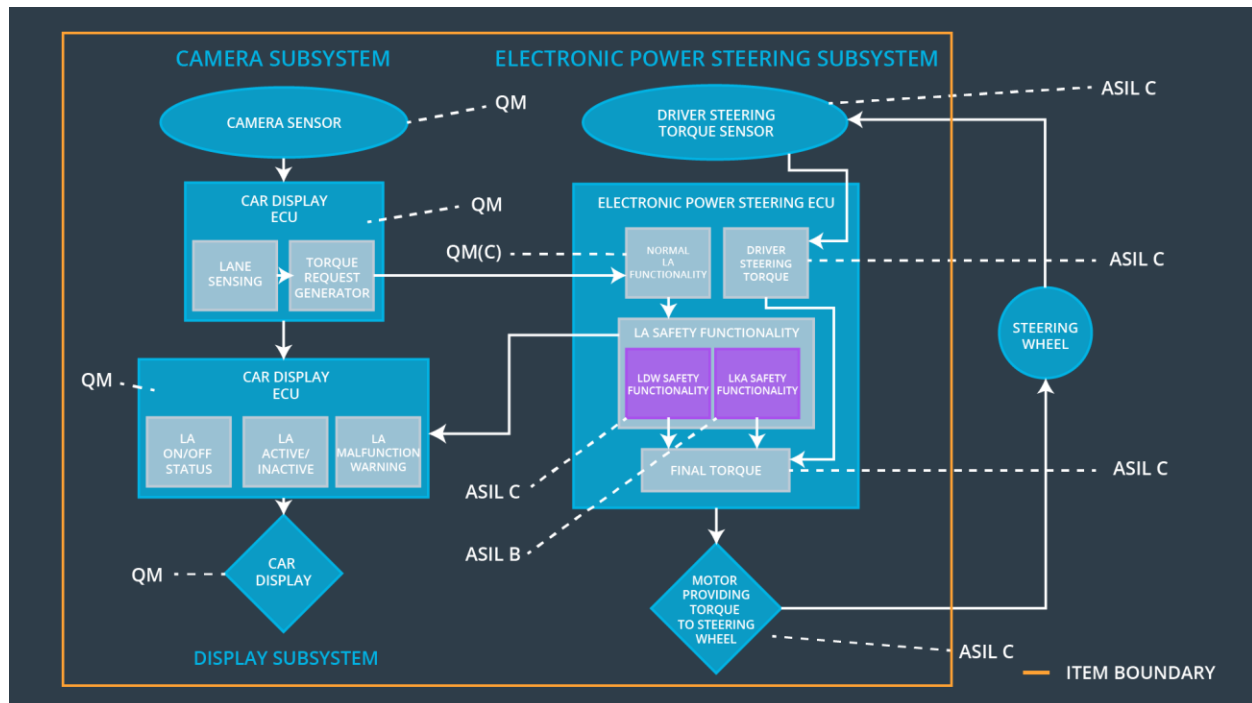 CAMERA SUBSYSTEM
ELECTRONIC POWER STEERING SUBSYSTEM
CAMERA SENSOR
QM
DRIVER STEERING
TORQUE SENSOR
ASIL C
CAR DISPLAY
ECU
QM
LANE
SENSING
TORQUE
REQUEST
GENERATOR
ELECTRONIC POWER STEERING ECU
QM(C)
NORMAL
LA
FUNCTIONALITY
DRIVER
STEERING
TORQUE
ASIL C
LA SAFETY FUNCTIONALITY
LDW SAFETY
FUNCTIONALITY
LKA SAFETY
FUNCTIONALITY
STEERING
WHEEL
QM
CAR DISPLAY
ECU
LA
ON/OFF
STATUS
LA
ACTIVE/
INACTIVE
LA
MALFUNCTION
WARNING
FINAL TORQUE
ASIL C
ASIL C
ASIL B
QM
CAR
DISPLAY
MOTOR
PROVIDING
TORQUE
TO STEERING
WHEEL
ASIL C
DISPLAY SUBSYSTEM
ITEM BOUNDARY